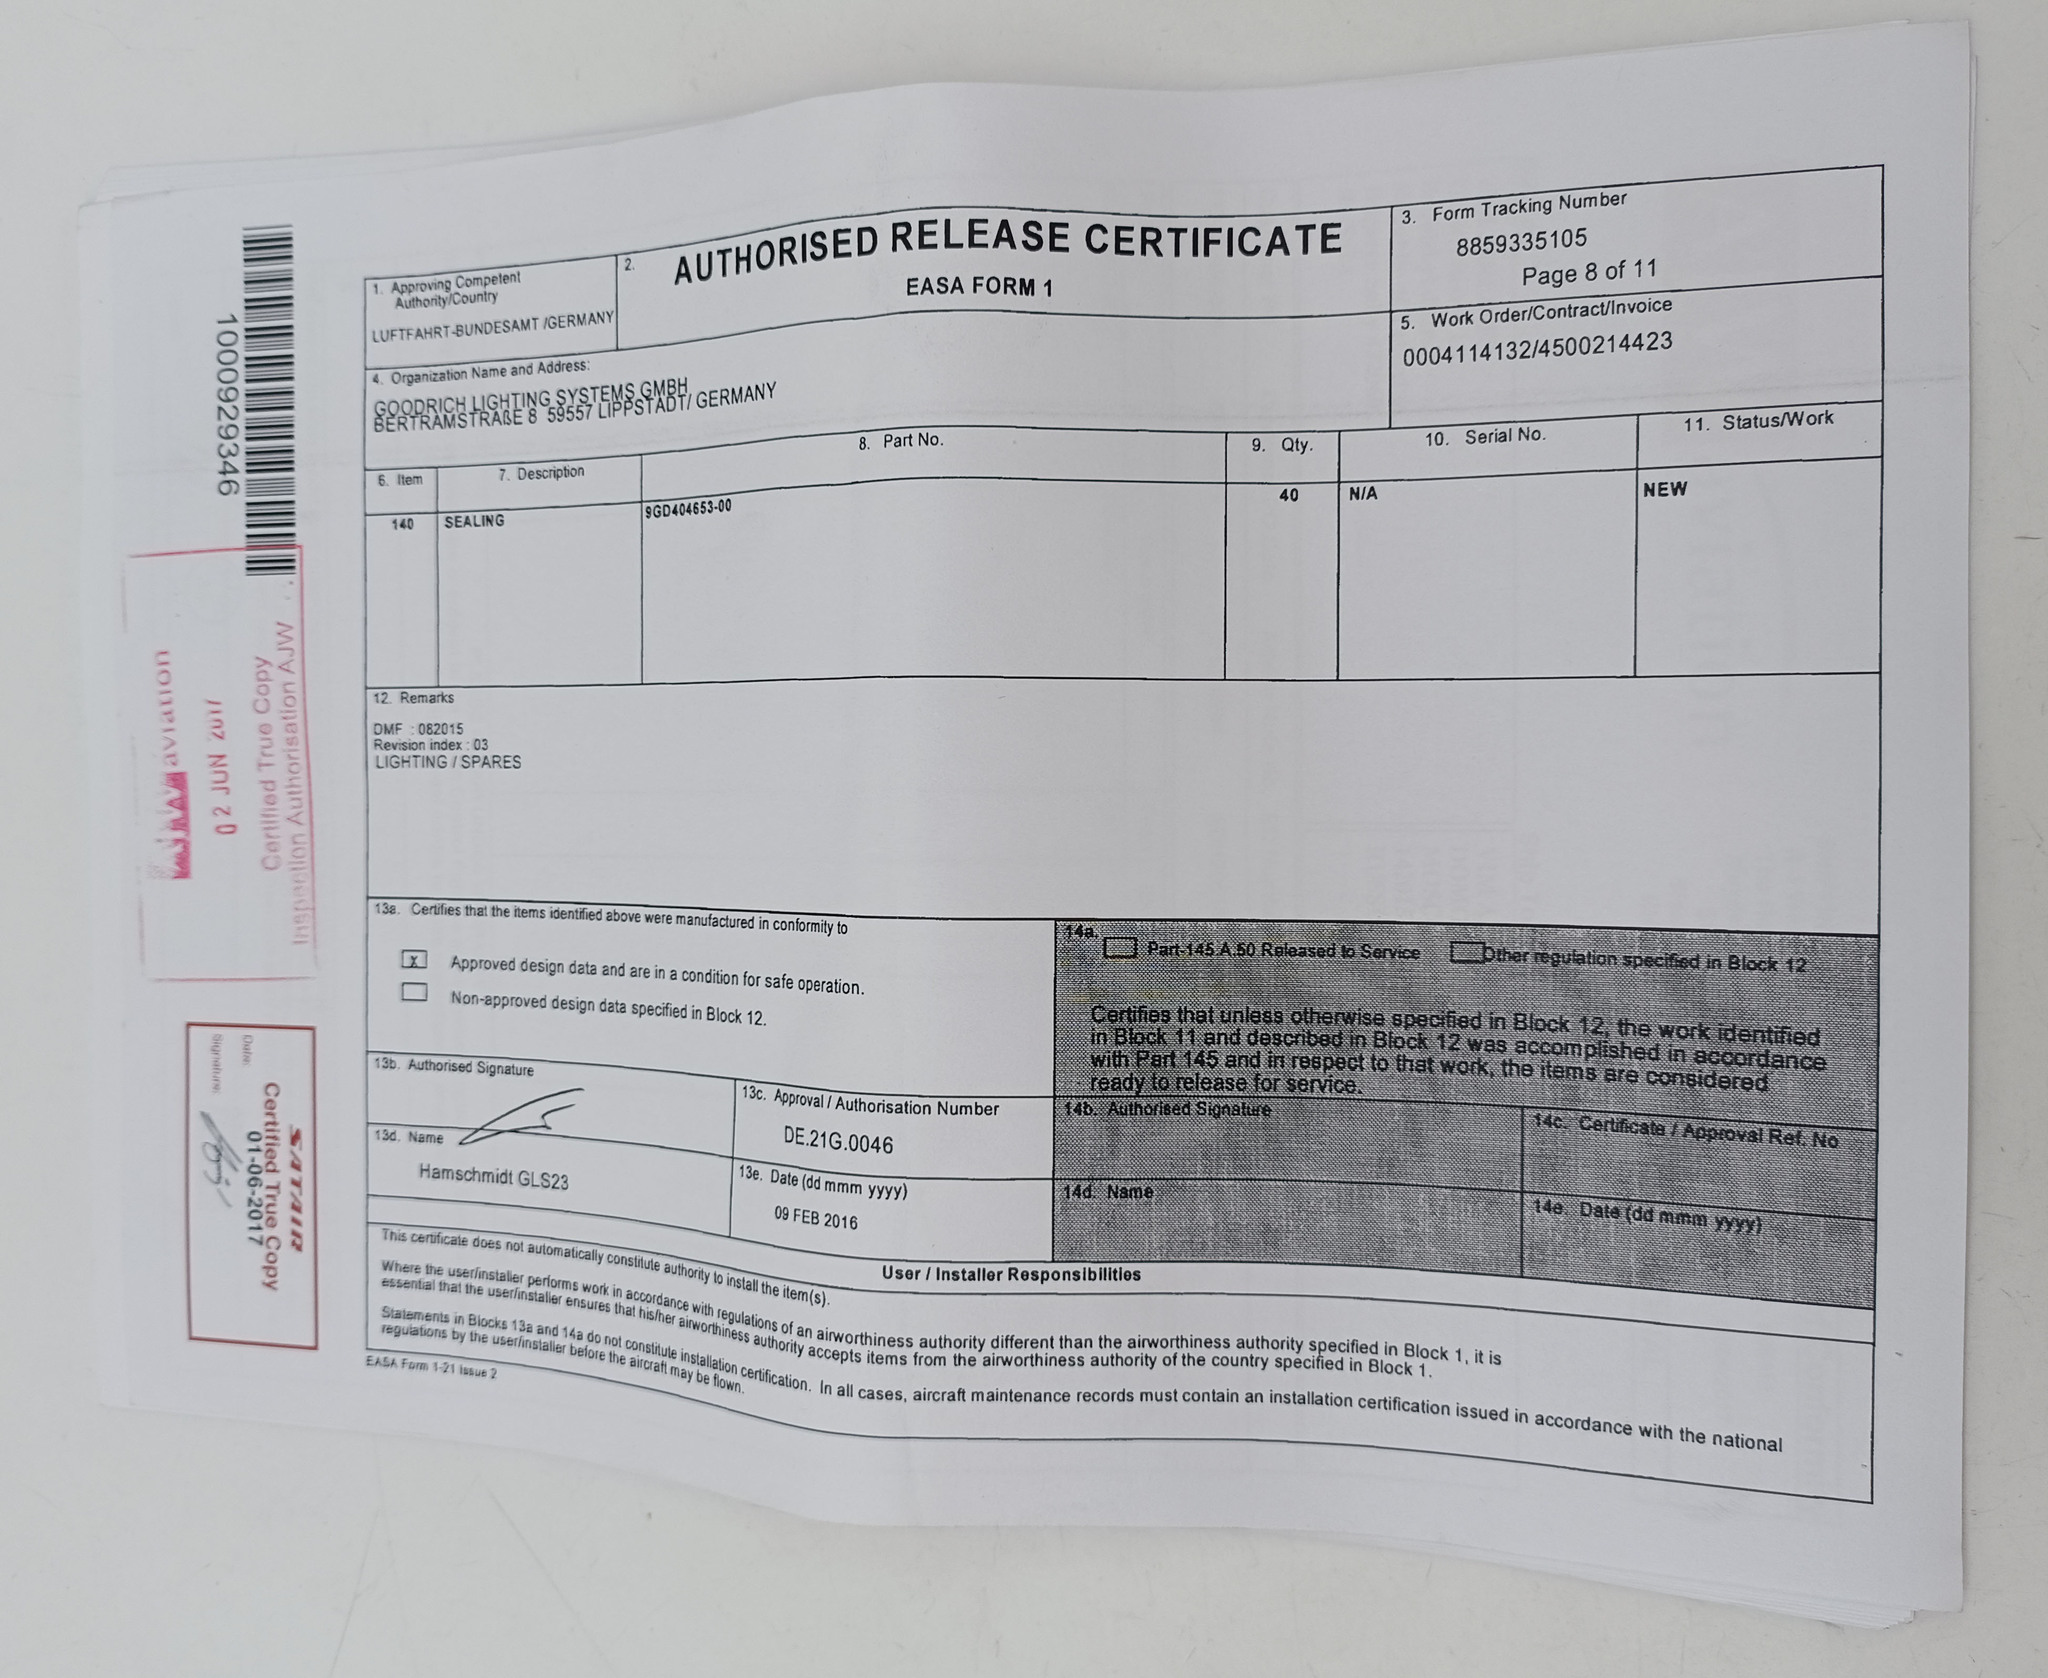 1. Approving Competent
Authority/Country
LUFTFAHRT-BUNDESAMT /GERMANY
2.
AUTHORISED RELEASE CERTIFICATE
EASA FORM 1
3. Form Tracking Number
8859335105
Page 8 of 11
4. Organization Name and Address:
GOODRICH LIGHTING SYSTEMS GMBH
BERTRAMSTRAßE 8 59557 LIPPSTADT/ GERMANY
5. Work Order/Contract/Invoice
0004114132/4500214423
6. Item
7. Description
8. Part No.
9. Qty.
10. Serial No.
11. Status/Work
140
SEALING
9GD404653-00
40
N/A
NEW
12. Remarks
DMF : 082015
Revision index : 03
LIGHTING / SPARES
13a. Certifies that the items identified above were manufactured in conformity to
x Approved design data and are in a condition for safe operation.
Non-approved design data specified in Block 12.
14a.
Part-145.A.50 Released to Service
Other regulation specified in Block 12
Certifies that unless otherwise specified in Block 12, the work identified
in Block 11 and described in Block 12 was accomplished in accordance
with Part 145 and in respect to that work, the items are considered
ready to release for service.
13b. Authorised Signature
13c. Approval / Authorisation Number
DE.21G.0046
14b. Authorised Signature
14c. Certificate / Approval Ref. No
13d. Name
Hamschmidt GLS23
13e. Date (dd mmm yyyy)
09 FEB 2016
14d. Name
14e. Date (dd mmm yyyy)
User / Installer Responsibilities
This certificate does not automatically constitute authority to install the item(s).
Where the user/installer performs work in accordance with regulations of an airworthiness authority different than the airworthiness authority specified in Block 1, it is
essential that the user/installer ensures that his/her airworthiness authority accepts items from the airworthiness authority of the country specified in Block 1.
Statements in Blocks 13a and 14a do not constitute installation certification. In all cases, aircraft maintenance records must contain an installation certification issued in accordance with the national
regulations by the user/installer before the aircraft may be flown.
EASA Form 1-21 Issue 2
1000929346
aviation
02 JUN 2017
Certified True Copy
Inspection Authorisation AJW
SATAIR
Certified True Copy
Date: 01-06-2017
Signature: